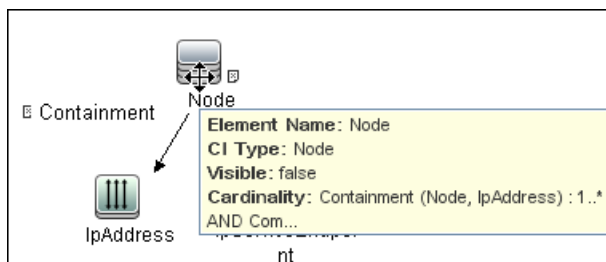 Node
Containment
Element Name: Node
CI Type: Node
Visible: false
Cardinality: Containment (Node, IpAddress) : 1..*
AND Com...
IpAddress
nt